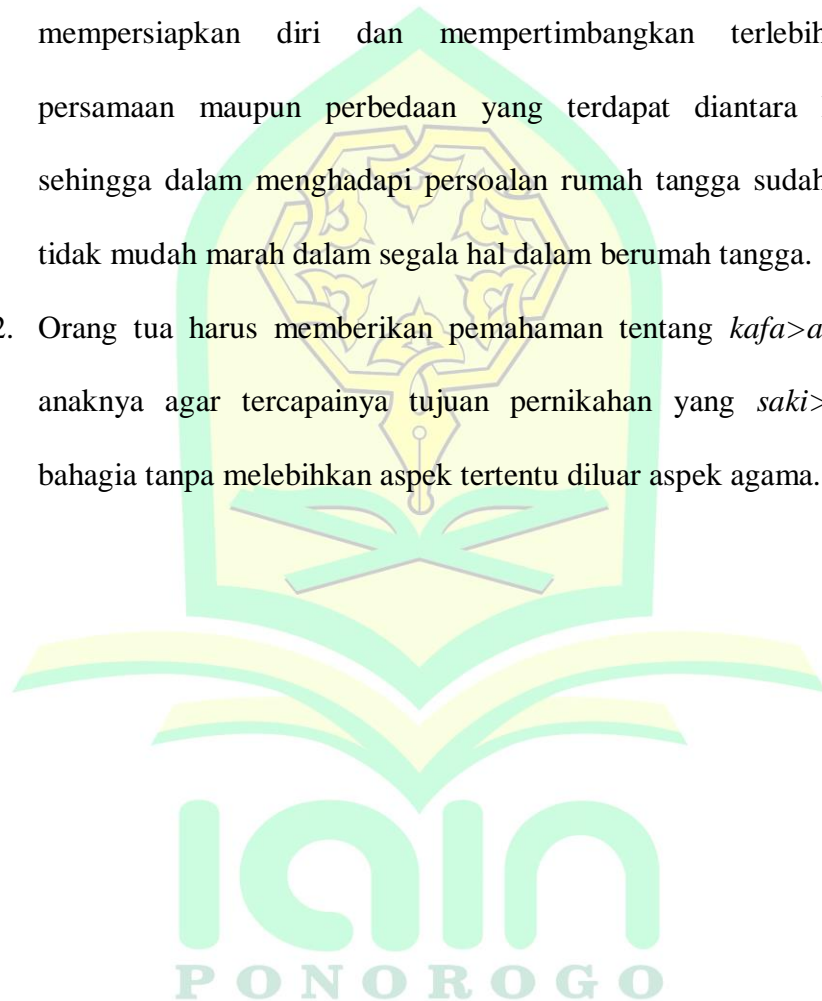 mempersiapkan diri dan mempertimbangkan terlebih
persamaan maupun perbedaan yang terdapat diantara
sehingga dalam menghadapi persoalan rumah tangga sudah
tidak mudah marah dalam segala hal dalam berumah tangga.
2. Orang tua harus memberikan pemahaman tentang kafa>a
anaknya agar tercapainya tujuan pernikahan yang saki>
bahagia tanpa melebihkan aspek tertentu diluar aspek agama.
IAIN
PONOROGO